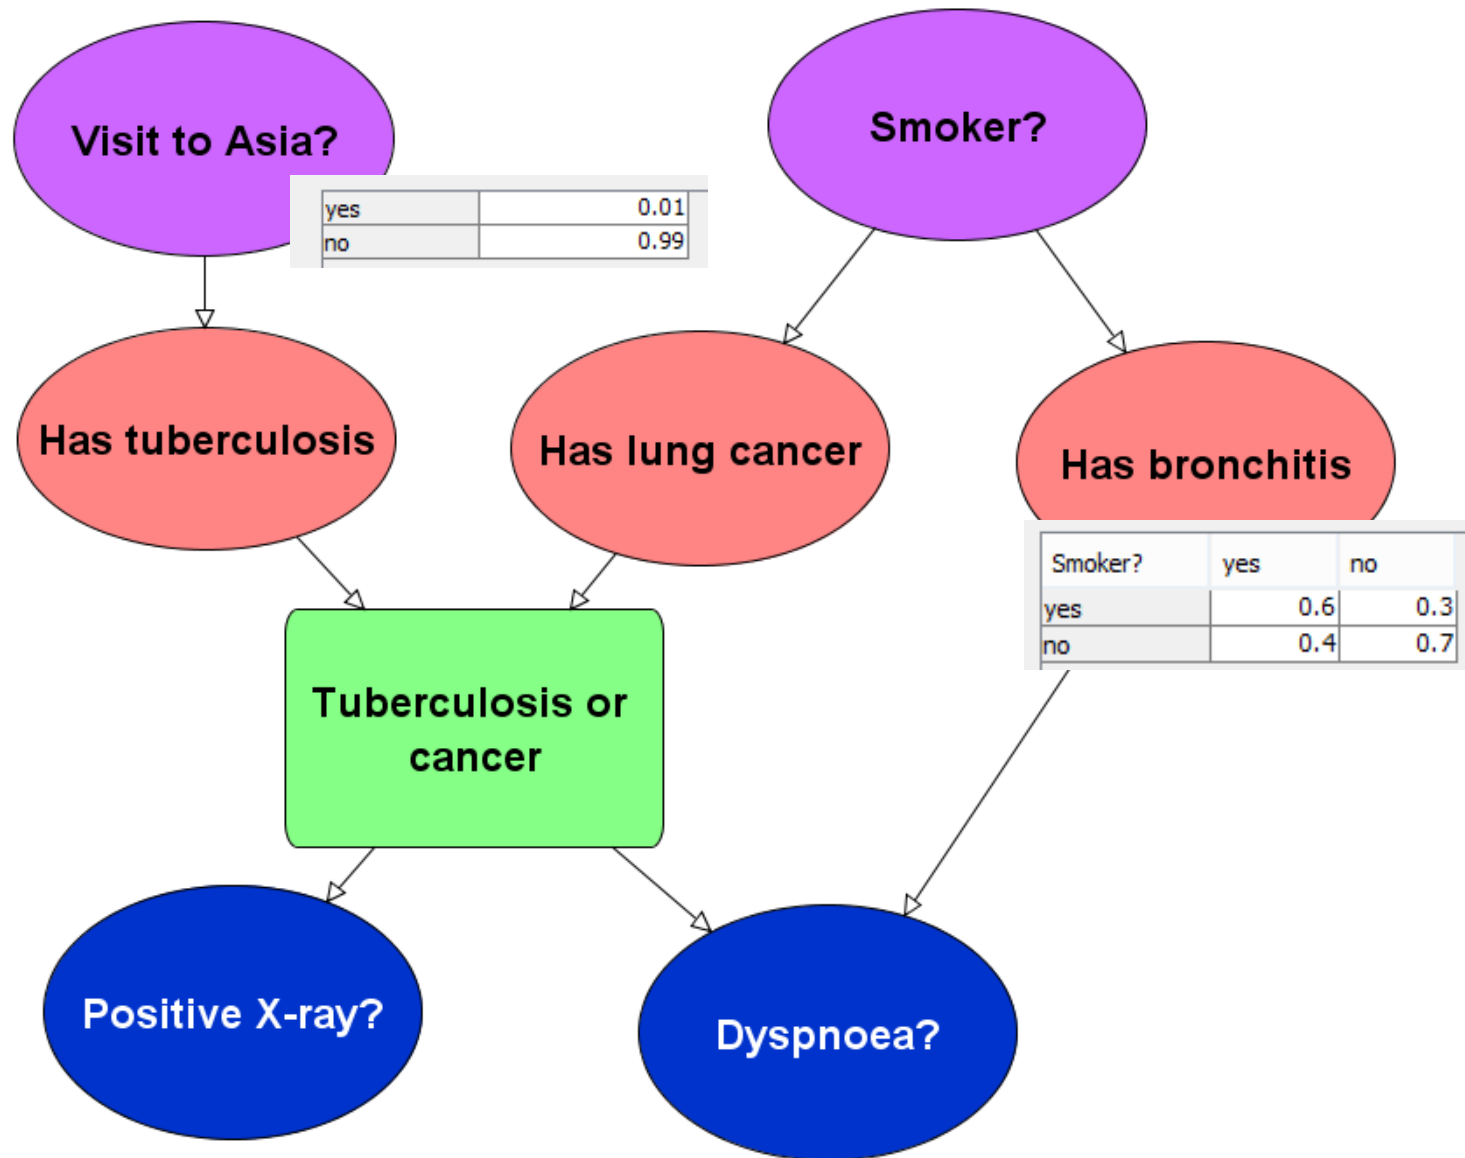 Visit to Asia?
Smoker?
yes 0.01
no 0.99
Has tuberculosis
Has lung cancer
Has bronchitis
Smoker? yes no
yes 0.6 0.3
no 0.4 0.7
Tuberculosis or
cancer
Positive X-ray?
Dyspnoea?